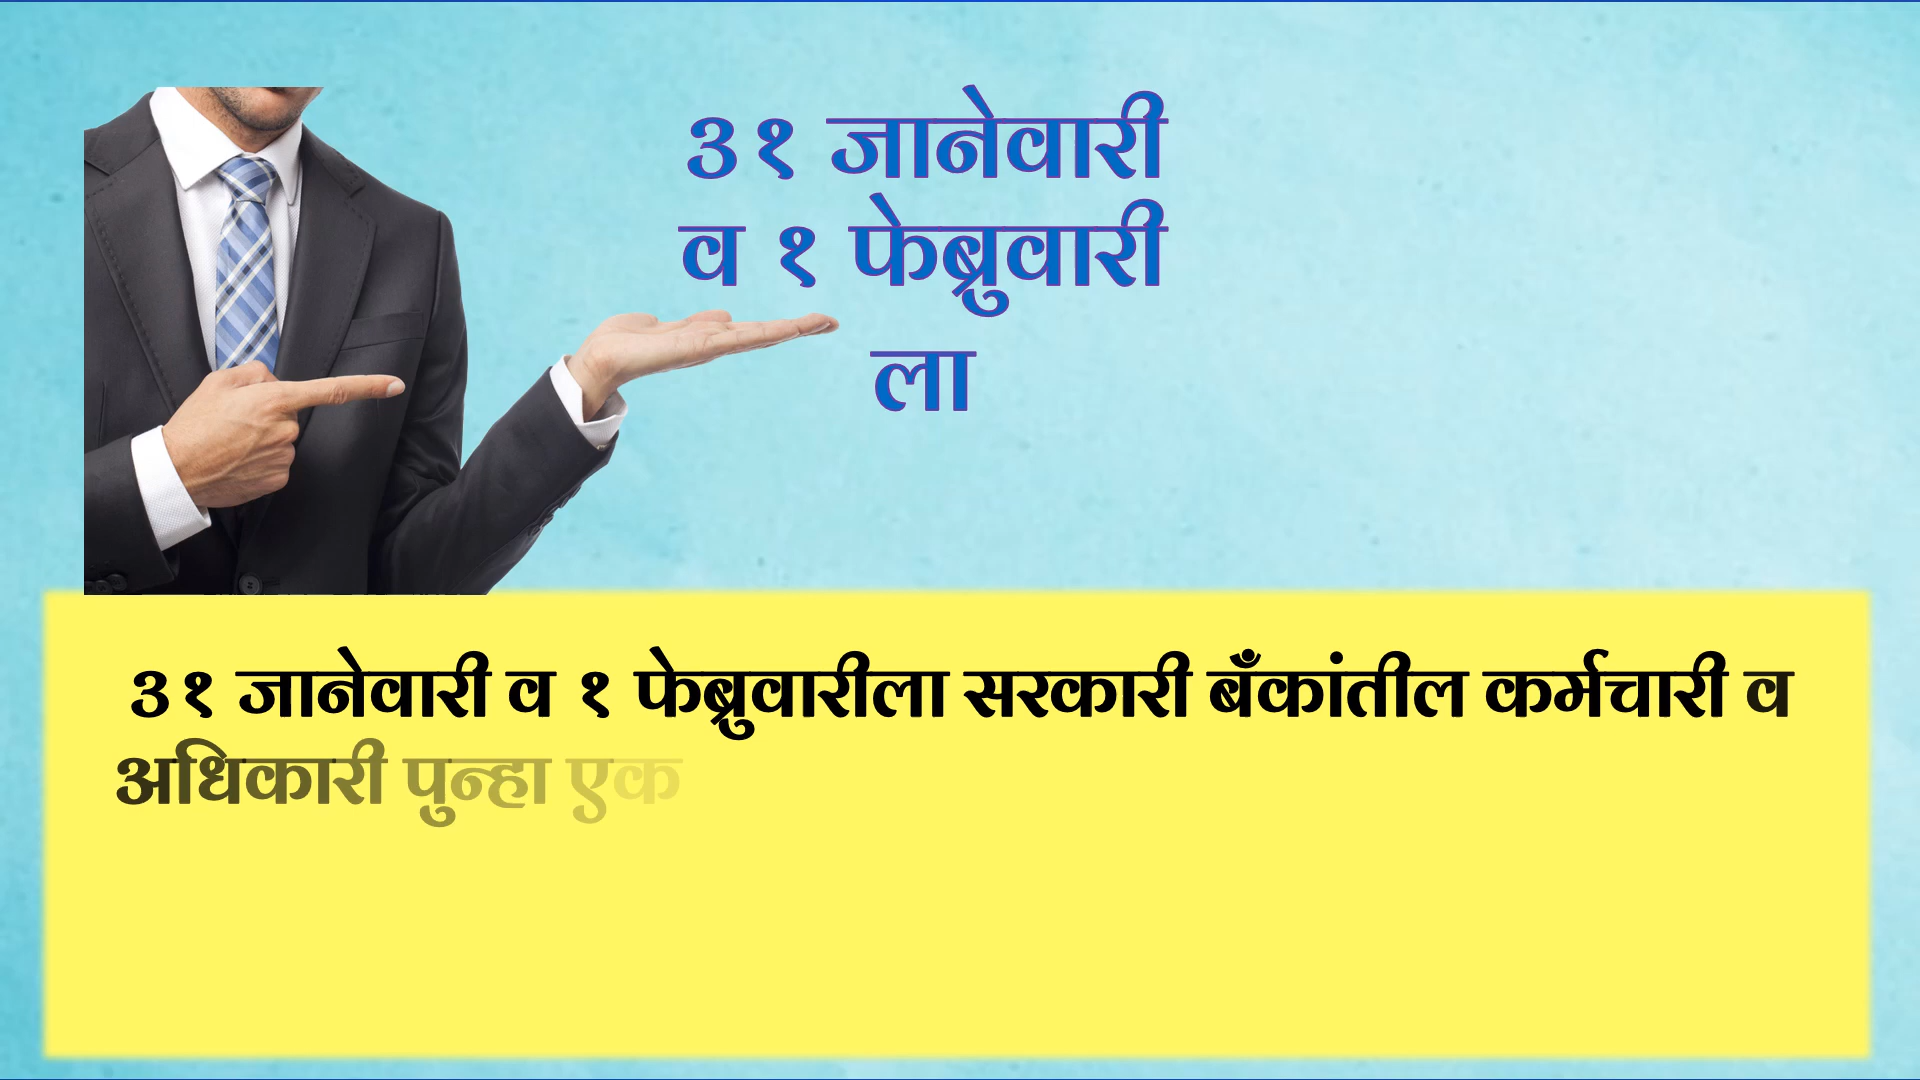 ३१ जानेवारी
व १ फेब्रुवारी
ला
३१ जानेवारी व १ फेब्रुवारीला सरकारी बँकांतील कर्मचारी व
अधिकारी पुन्हा एक